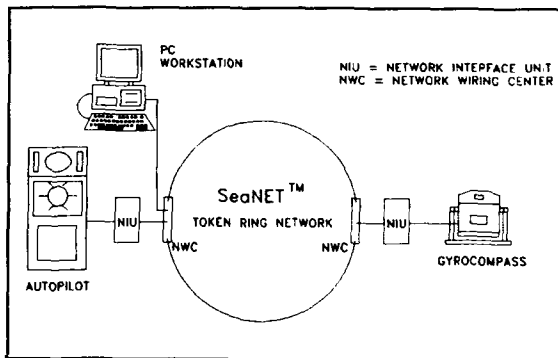 PC
WORKSTATION
NIU = NETWORK INTERFACE UNIT
NWC = NETWORK WIRING CENTER
SeaNET™
TOKEN RING NETWORK
NIU
NWC
NWC
NIU
AUTOPILOT
GYROCOMPASS